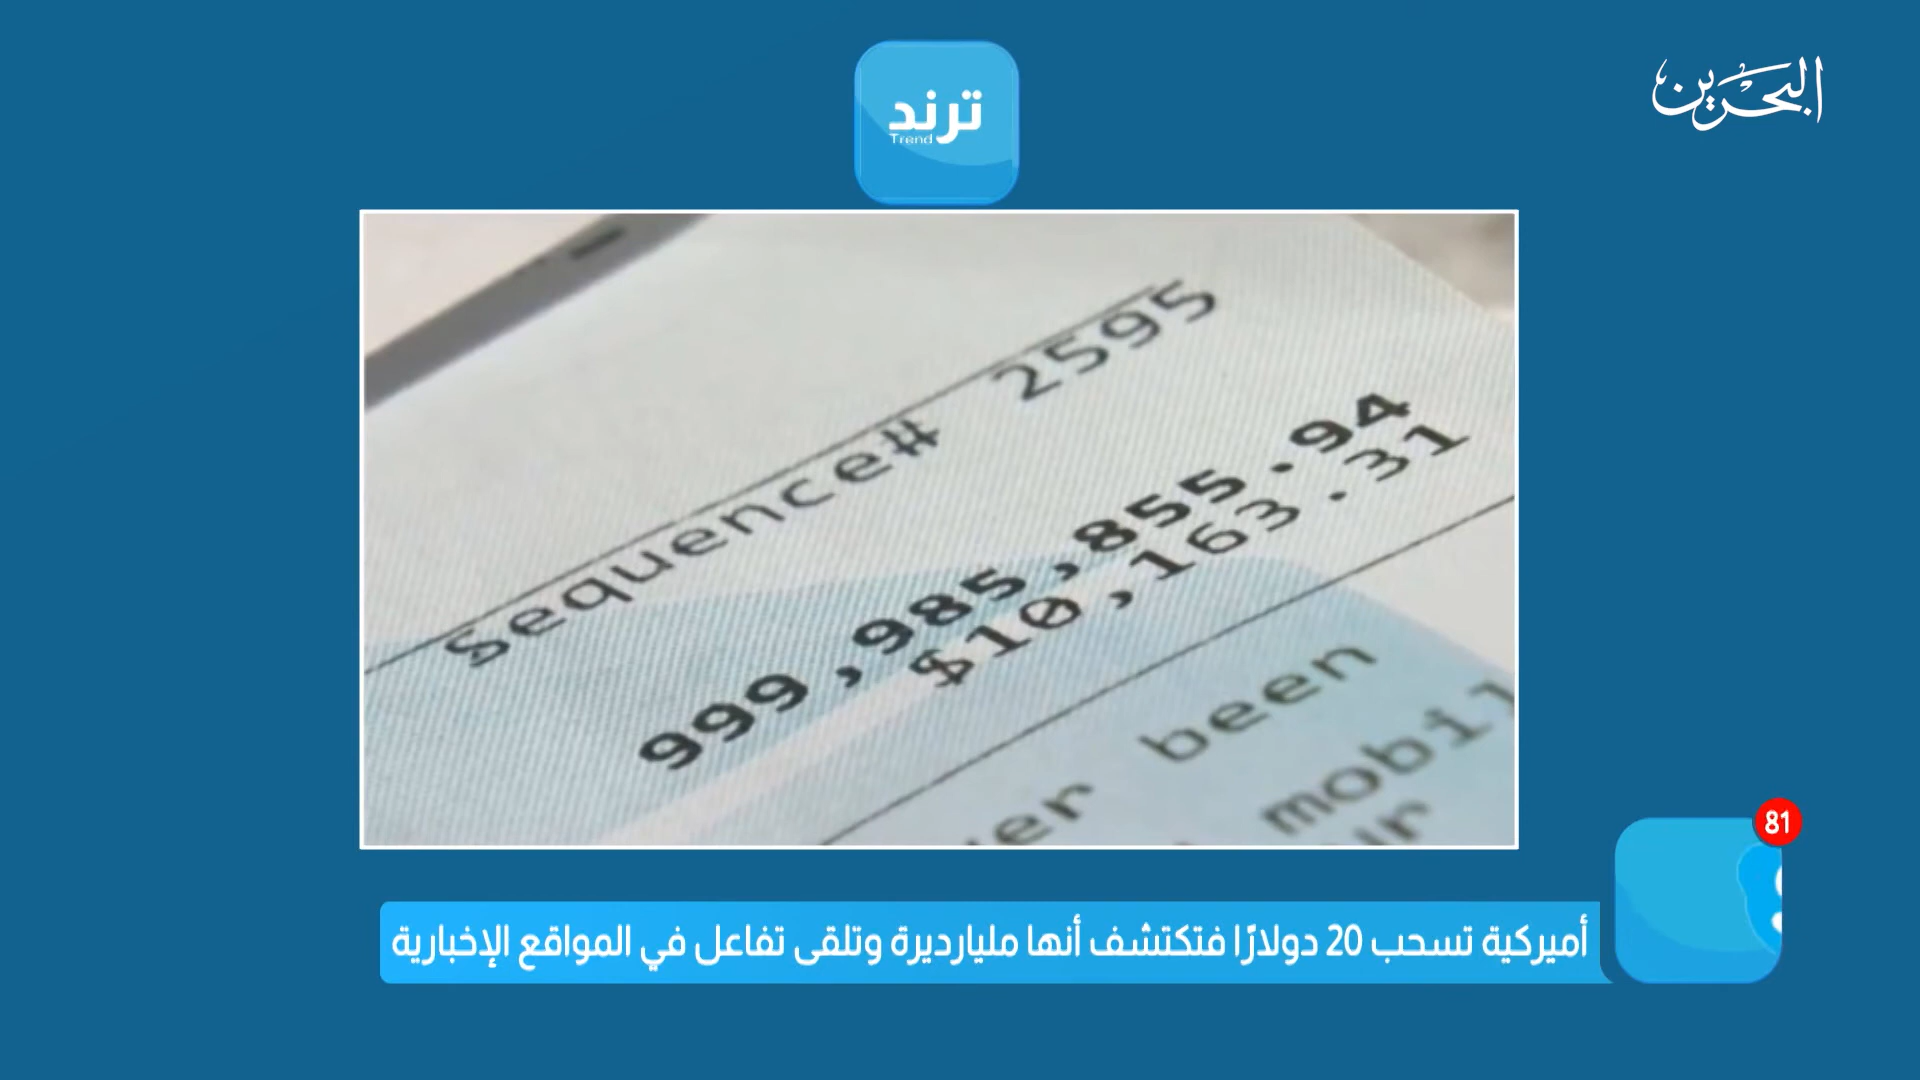 البحرين
ترند
Trend
Sequence# 2595
999,985,855.94
$10,163.31
been
mobil
81
أميركية تسحب 20 دولارًا فتكتشف أنها مليارديرة وتلقى تفاعل في المواقع الإخبارية